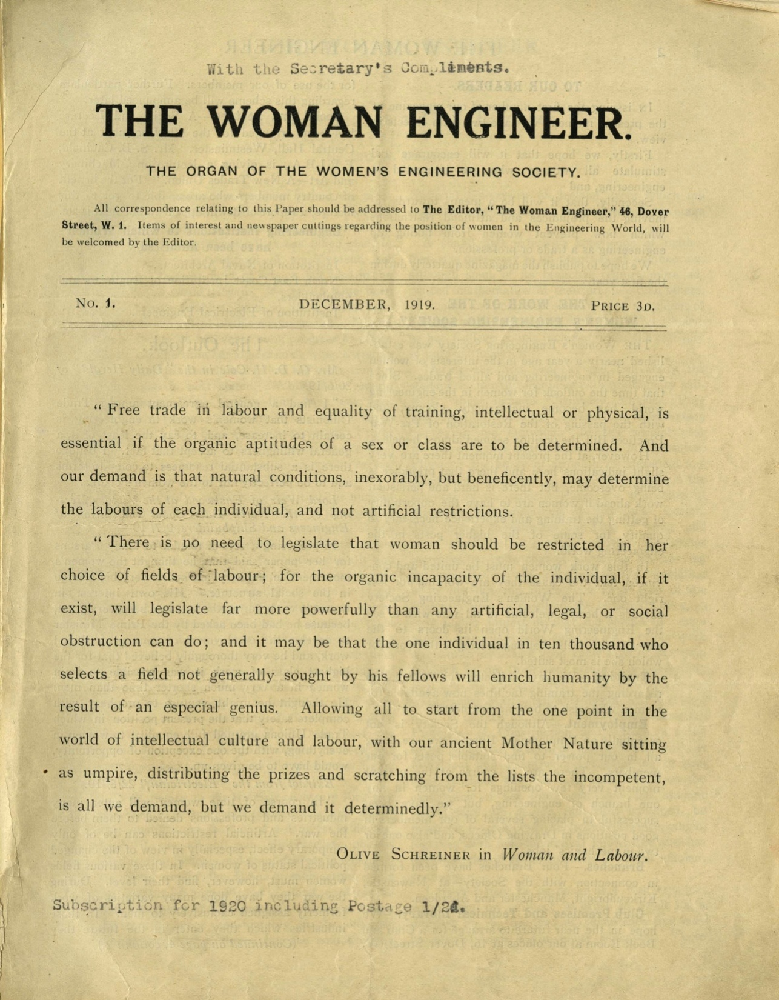 With the Secretary's Compliments.
THE WOMAN ENGINEER.
THE ORGAN OF THE WOMEN'S ENGINEERING SOCIETY.
All correspondence relating to this Paper should be addressed to The Editor, “The Woman Engineer,” 46, Dover
Street, W. 1. Items of interest and newspaper cuttings regarding the position of women in the Engineering World, will
be welcomed by the Editor.
No. 1. DECEMBER, 1919. PRICE 3D.
“Free trade in labour and equality of training, intellectual or physical, is
essential if the organic aptitudes of a sex or class are to be determined. And
our demand is that natural conditions, inexorably, but beneficently, may determine
the labours of each individual, and not artificial restrictions.
“There is no need to legislate that woman should be restricted in her
choice of fields of labour; for the organic incapacity of the individual, if it
exist, will legislate far more powerfully than any artificial, legal, or social
obstruction can do; and it may be that the one individual in ten thousand who
selects a field not generally sought by his fellows will enrich humanity by the
result of an especial genius. Allowing all to start from the one point in the
world of intellectual culture and labour, with our ancient Mother Nature sitting
as umpire, distributing the prizes and scratching from the lists the incompetent,
is all we demand, but we demand it determinedly.”
OLIVE SCHREINER in Woman and Labour.
Subscription for 1920 including Postage